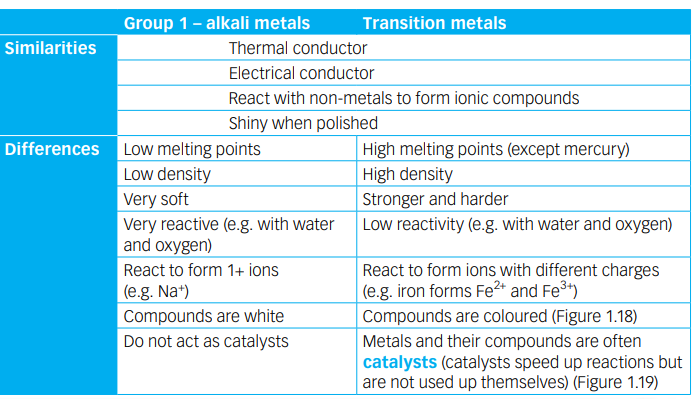 Group 1 – alkali metals Transition metals
Similarities Thermal conductor
Electrical conductor
React with non-metals to form ionic compounds
Shiny when polished
Differences Low melting points High melting points (except mercury)
Low density High density
Very soft Stronger and harder
Very reactive (e.g. with water Low reactivity (e.g. with water and oxygen)
and oxygen)
React to form 1+ ions React to form ions with different charges
(e.g. Na⁺) (e.g. iron forms Fe²⁺ and Fe³⁺)
Compounds are white Compounds are coloured (Figure 1.18)
Do not act as catalysts Metals and their compounds are often
catalysts (catalysts speed up reactions but
are not used up themselves) (Figure 1.19)